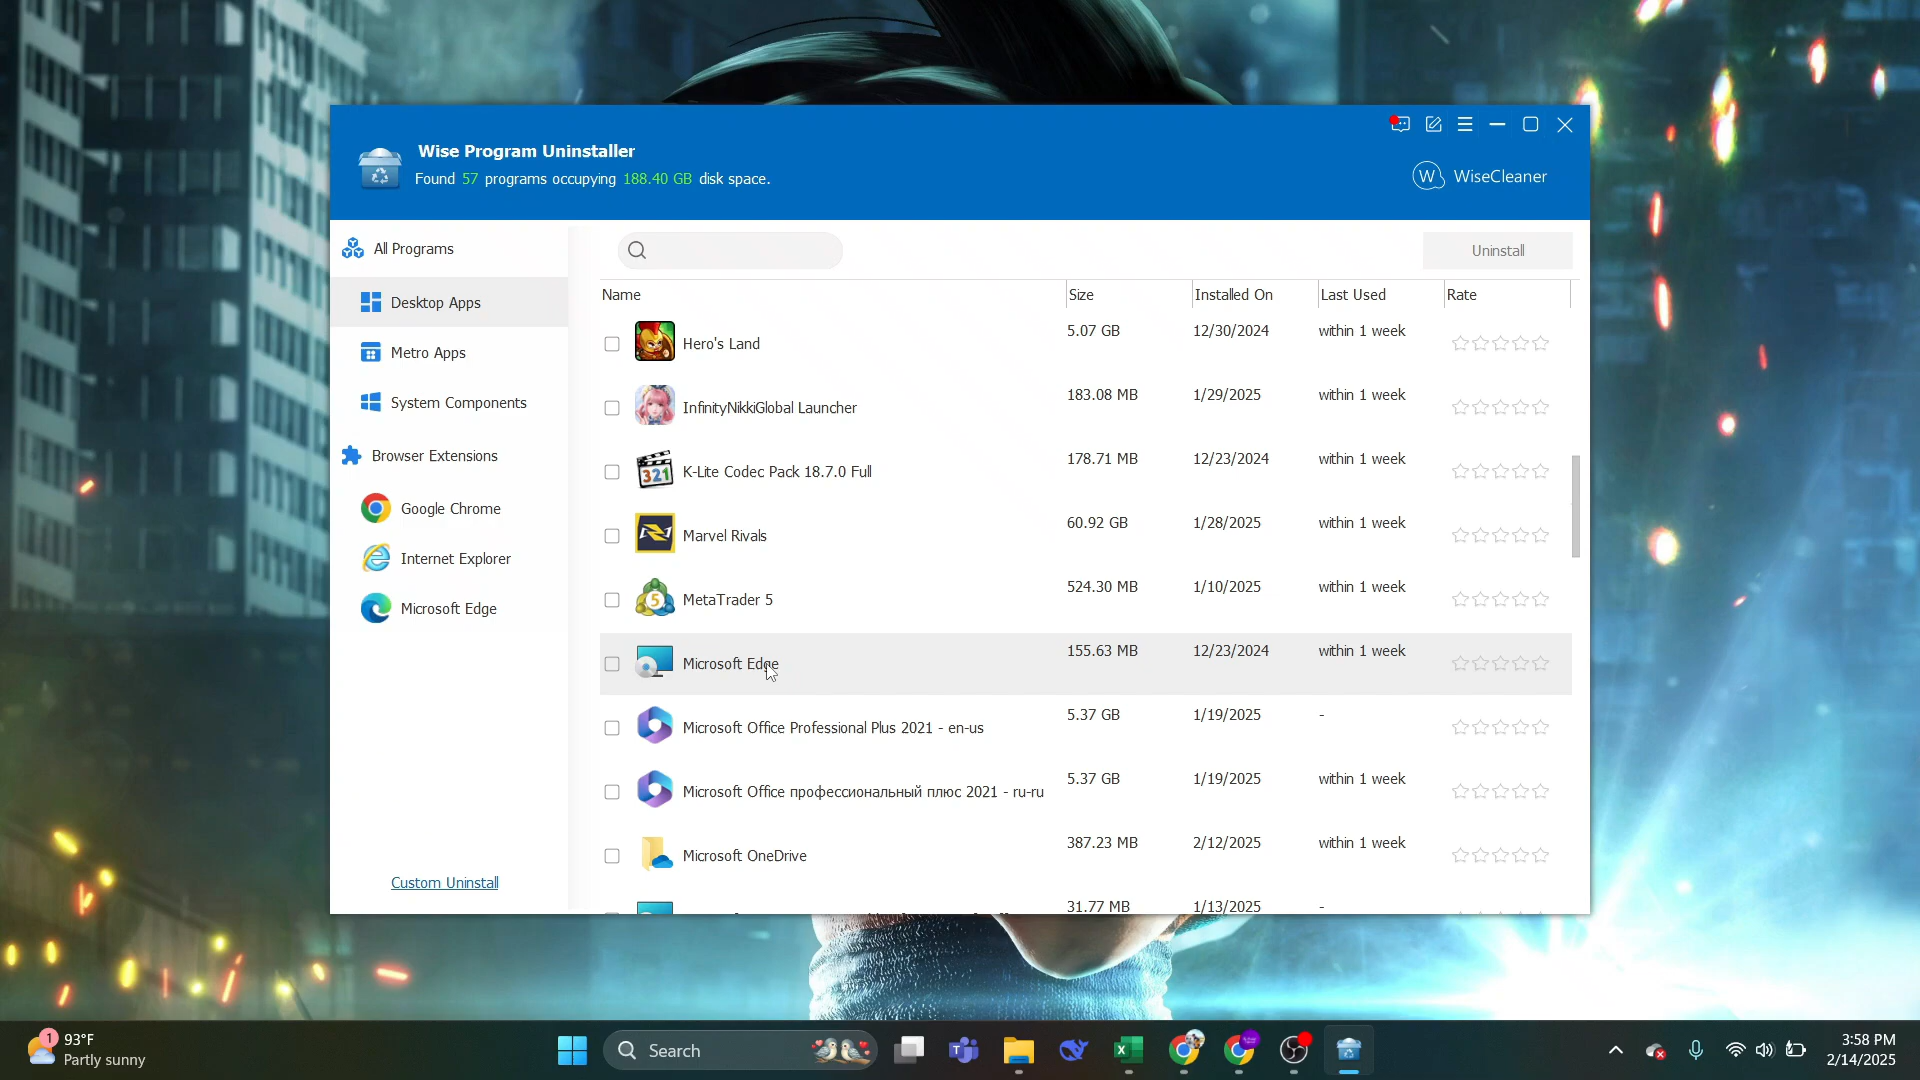 Wise Program Uninstaller
Found 57 programs occupying 188.40 GB disk space.
W WiseCleaner
All Programs
Desktop Apps
Metro Apps
System Components
Browser Extensions
Google Chrome
Internet Explorer
Microsoft Edge
Custom Uninstall
Uninstall
Name Size Installed On Last Used Rate
Hero's Land 5.07 GB 12/30/2024 within 1 week
InfinityNikkiGlobal Launcher 183.08 MB 1/29/2025 within 1 week
321 K-Lite Codec Pack 18.7.0 Full 178.71 MB 12/23/2024 within 1 week
Marvel Rivals 60.92 GB 1/28/2025 within 1 week
5 MetaTrader 5 524.30 MB 1/10/2025 within 1 week
Microsoft Edge 155.63 MB 12/23/2024 within 1 week
Microsoft Office Professional Plus 2021 - en-us 5.37 GB 1/19/2025 -
Microsoft Office профессиональный плюс 2021 - ru-ru 5.37 GB 1/19/2025 within 1 week
Microsoft OneDrive 387.23 MB 2/12/2025 within 1 week
31.77 MB 1/13/2025 -
1 93°F
Partly sunny
Search
3:58 PM
2/14/2025